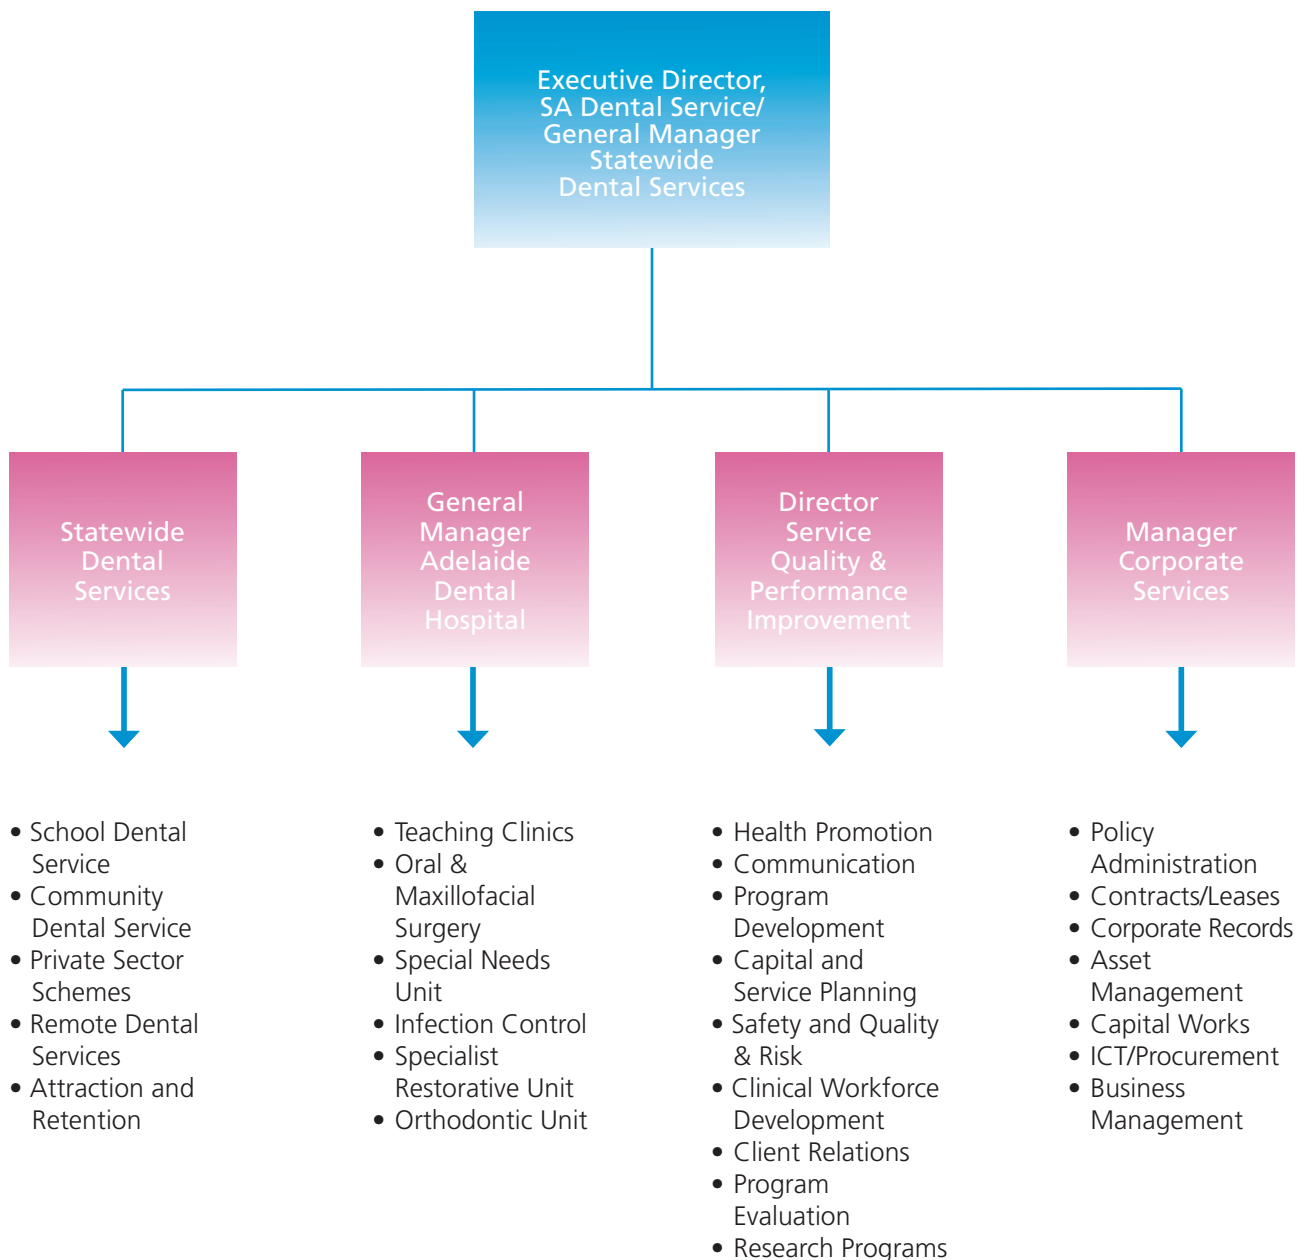 Executive Director,
SA Dental Service/
General Manager
Statewide
Dental Services
Statewide
Dental
Services
General
Manager
Adelaide
Dental
Hospital
Director
Service
Quality &
Performance
Improvement
Manager
Corporate
Services
• School Dental
Service
• Community
Dental Service
• Private Sector
Schemes
• Remote Dental
Services
• Attraction and
Retention
• Teaching Clinics
• Oral &
Maxillofacial
Surgery
• Special Needs
Unit
• Infection Control
• Specialist
Restorative Unit
• Orthodontic Unit
• Health Promotion
• Communication
• Program
Development
• Capital and
Service Planning
• Safety and Quality
& Risk
• Clinical Workforce
Development
• Client Relations
• Program
Evaluation
• Research Programs
• Policy
Administration
• Contracts/Leases
• Corporate Records
• Asset
Management
• Capital Works
• ICT/Procurement
• Business
Management